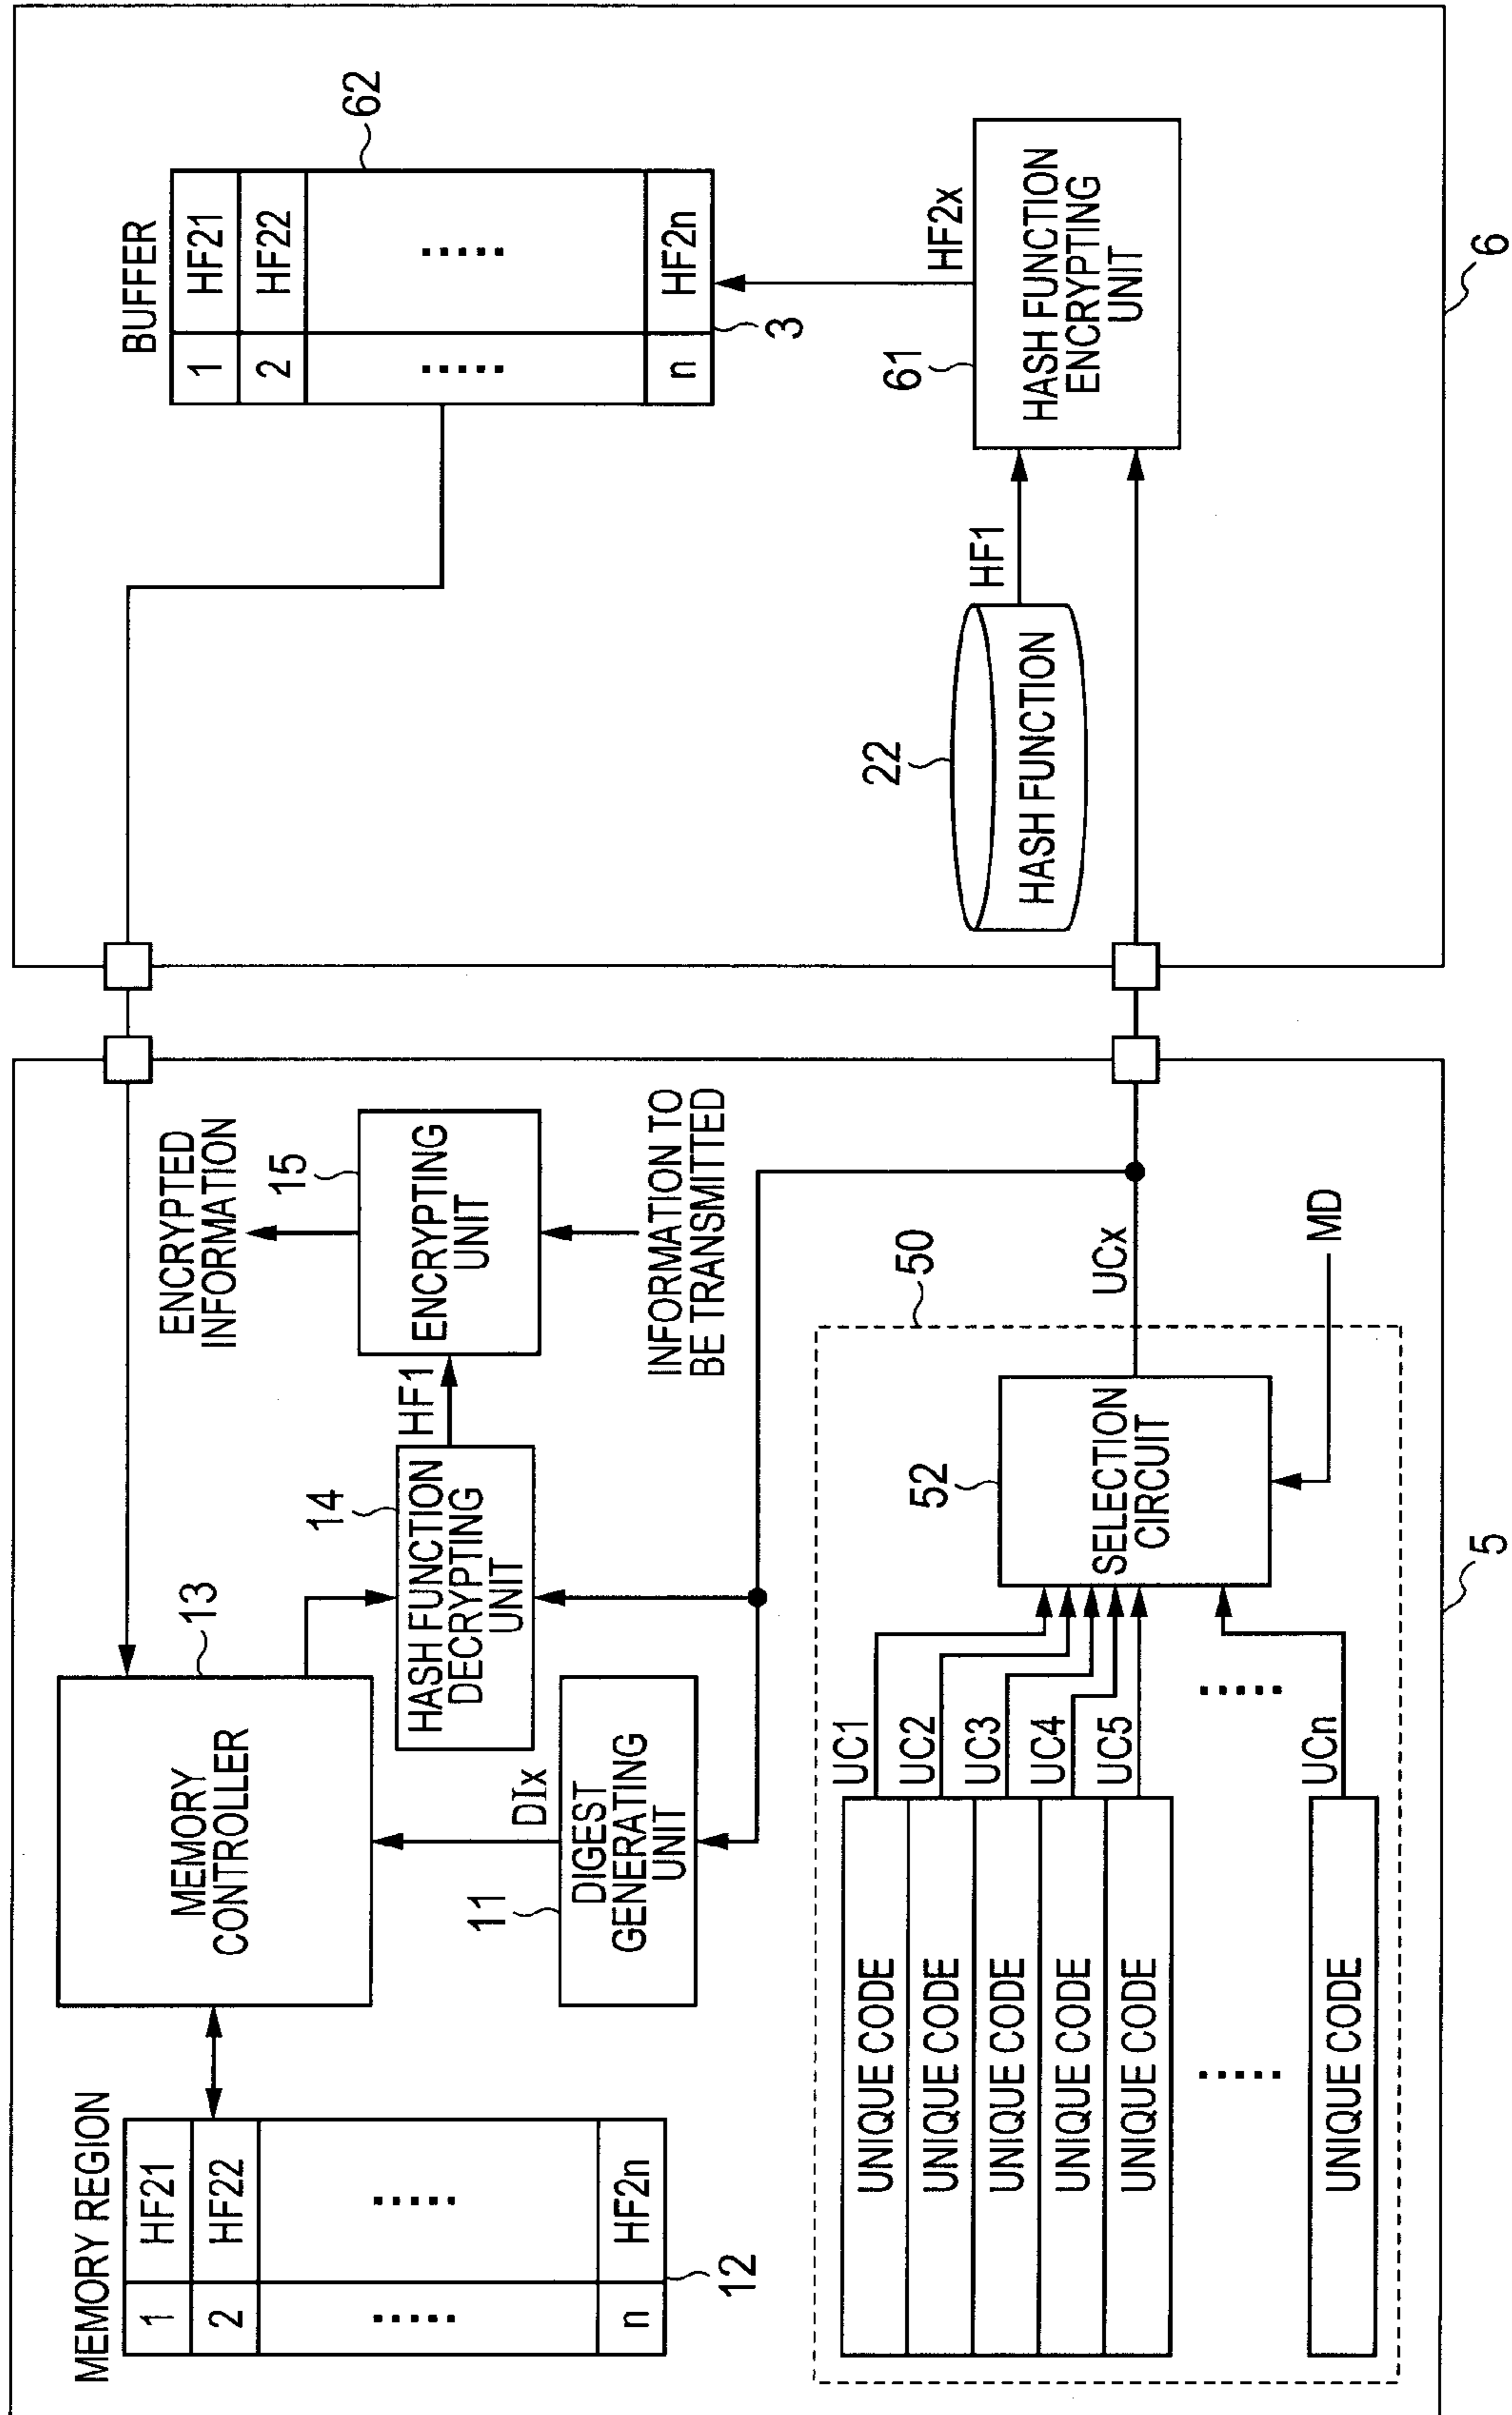 MEMORY REGION
1 HF21
2 HF22
.....
.....
n HF2n
12
MEMORY
CONTROLLER
13
DIx
11
DIGEST
GENERATING
UNIT
14
HASH FUNCTION
DECRYPTING
UNIT
HF1
15
ENCRYPTING
UNIT
ENCRYPTED
INFORMATION
INFORMATION TO
BE TRANSMITTED
50
UNIQUE CODE UC1
UNIQUE CODE UC2
UNIQUE CODE UC3
UNIQUE CODE UC4
UNIQUE CODE UC5
.....
.....
UNIQUE CODE UCn
52
SELECTION
CIRCUIT
UCx
MD
5
BUFFER
1 HF21
2 HF22
.....
.....
n HF2n
62
3
HF2x
22
HASH FUNCTION
HF1
61
HASH FUNCTION
ENCRYPTING
UNIT
6